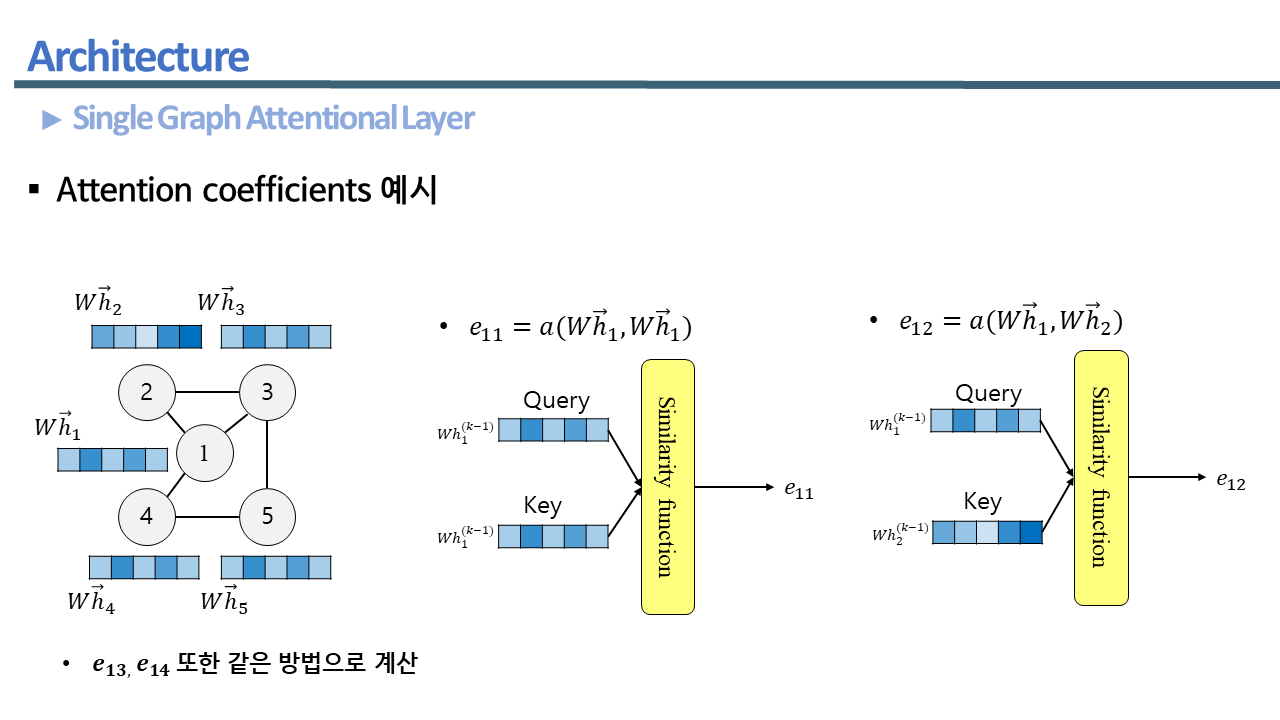 Architecture
► Single Graph Attentional Layer
▪ Attention coefficients 예시
$W\vec{h}_2$ $W\vec{h}_3$
2 3
$W\vec{h}_1$
1
4 5
$W\vec{h}_4$ $W\vec{h}_5$
• $e_{13}$, $e_{14}$ 또한 같은 방법으로 계산
• $e_{11} = a(W\vec{h}_1, W\vec{h}_1)$
Query
$Wh_1^{(k-1)}$
Key
$Wh_1^{(k-1)}$
Similarity function
$e_{11}$
• $e_{12} = a(W\vec{h}_1, W\vec{h}_2)$
Query
$Wh_1^{(k-1)}$
Key
$Wh_2^{(k-1)}$
Similarity function
$e_{12}$